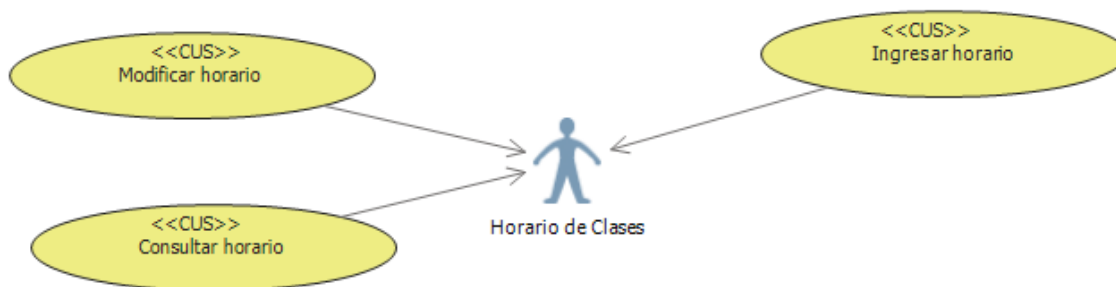 <<CUS>>
Modificar horario
<<CUS>>
Ingresar horario
Horario de Clases
<<CUS>>
Consultar horario